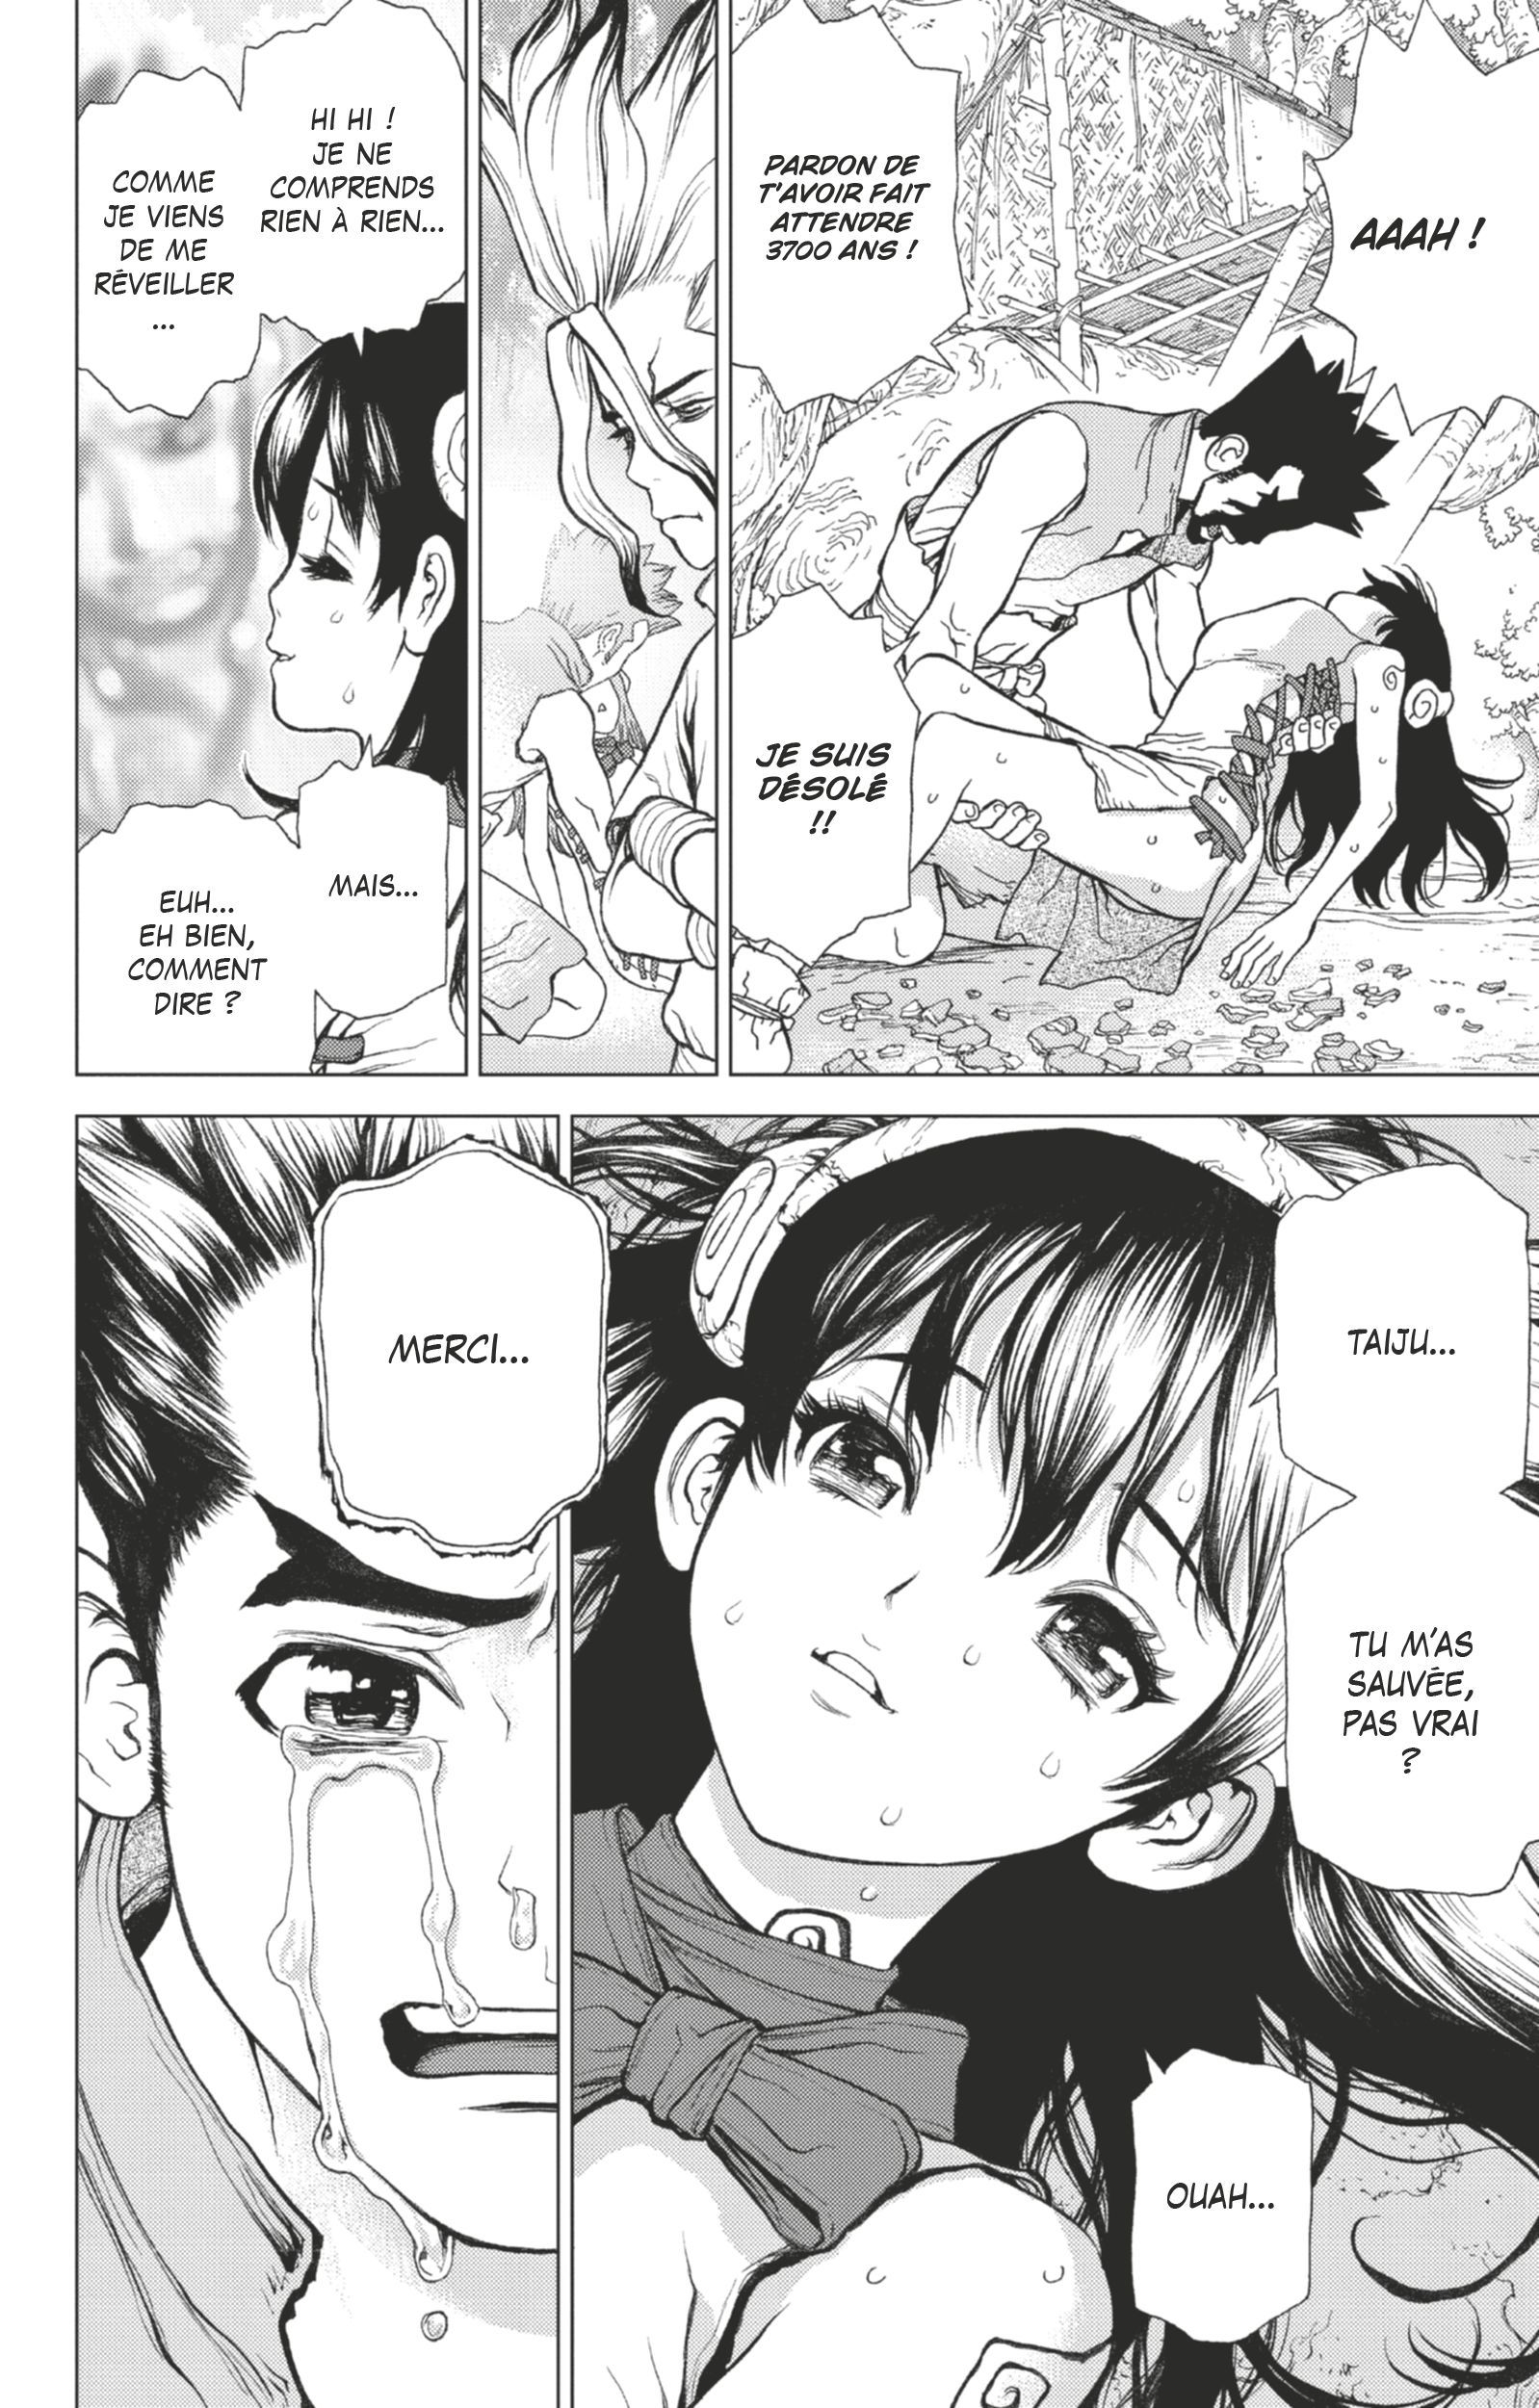 AAAH !
PARDON DE
T'AVOIR FAIT
ATTENDRE
3700 ANS !
JE SUIS
DÉSOLÉ
!!
HI HI !
JE NE
COMPRENDS
RIEN À RIEN...
COMME
JE VIENS
DE ME
RÉVEILLER
...
MAIS...
EUH...
EH BIEN,
COMMENT
DIRE ?
TAIJU...
TU M'AS
SAUVÉE,
PAS VRAI
?
OUAH...
MERCI...